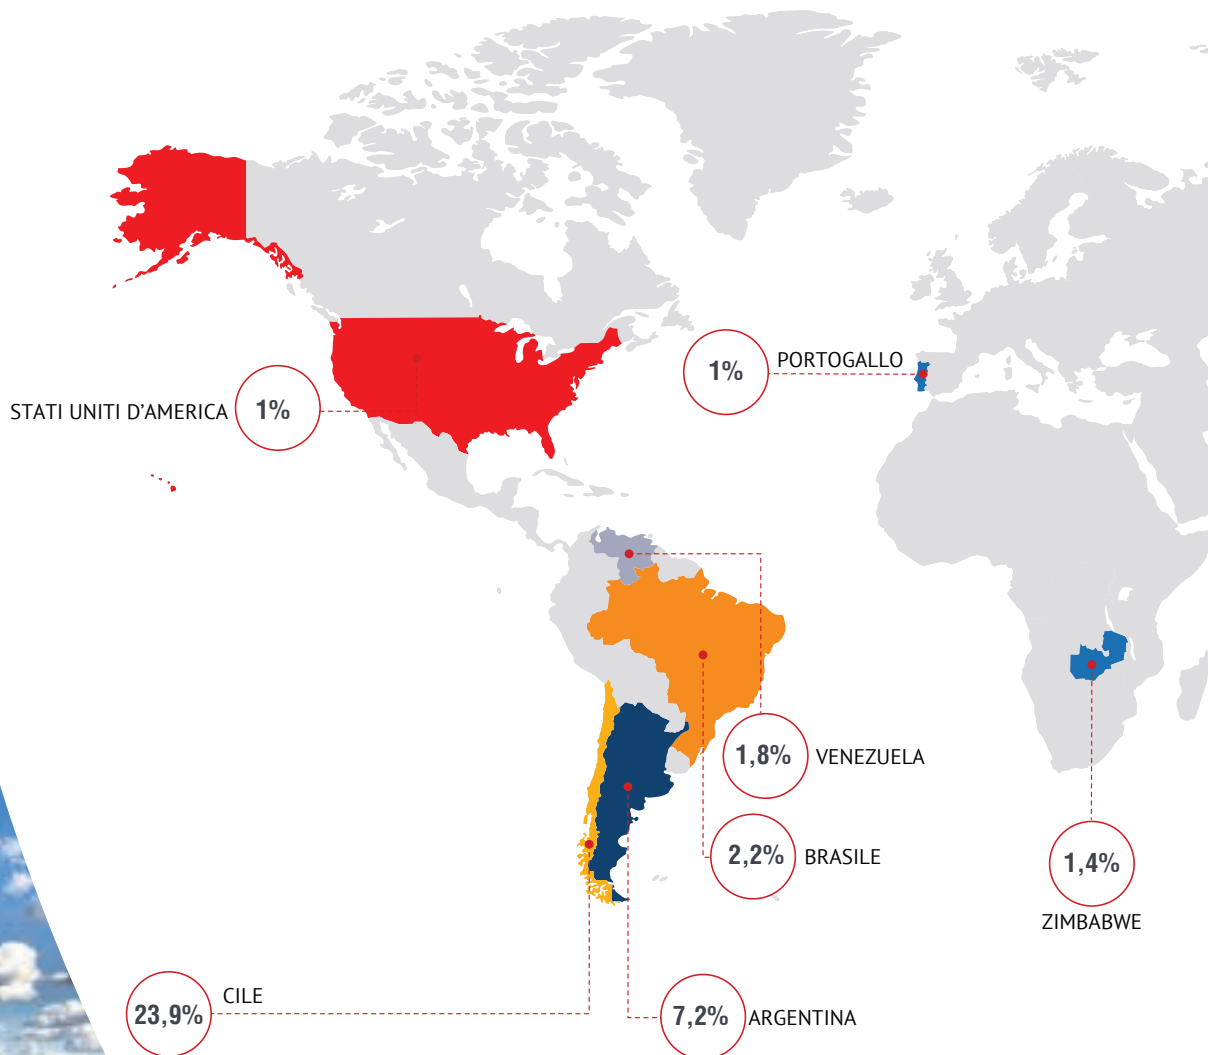 PORTOGALLO
1%
STATI UNITI D'AMERICA
1%
1,8%
VENEZUELA
2,2%
BRASILE
1,4%
ZIMBABWE
CILE
23,9%
7,2%
ARGENTINA